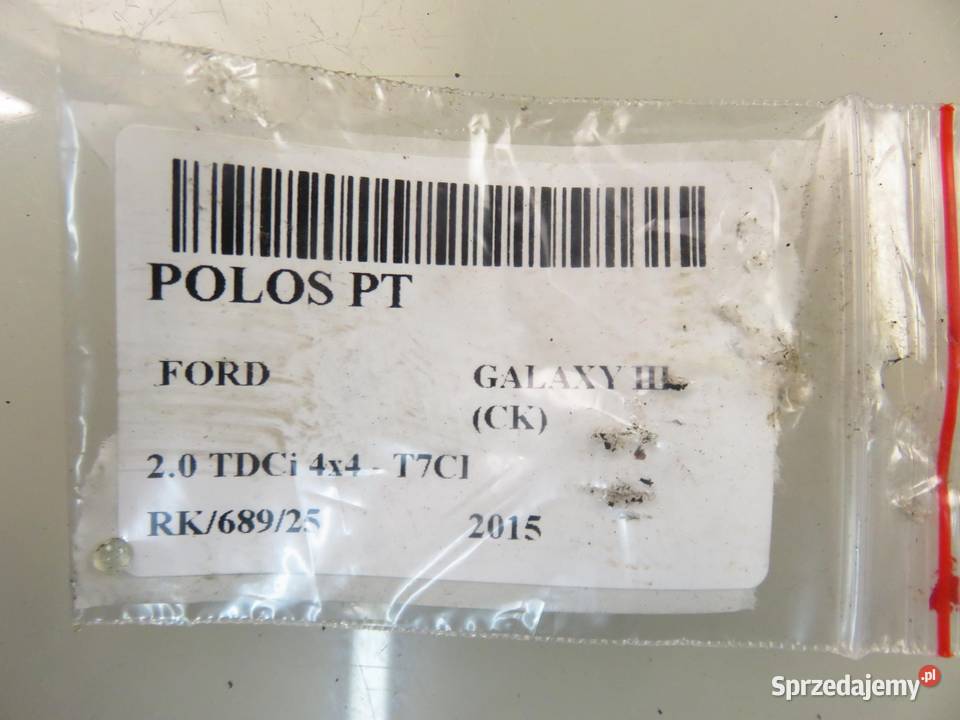 POLOS PT
FORD GALAXY III
(CK)
2.0 TDCi 4x4 - T7CI
RK/689/25 2015
Sprzedajemy.pl